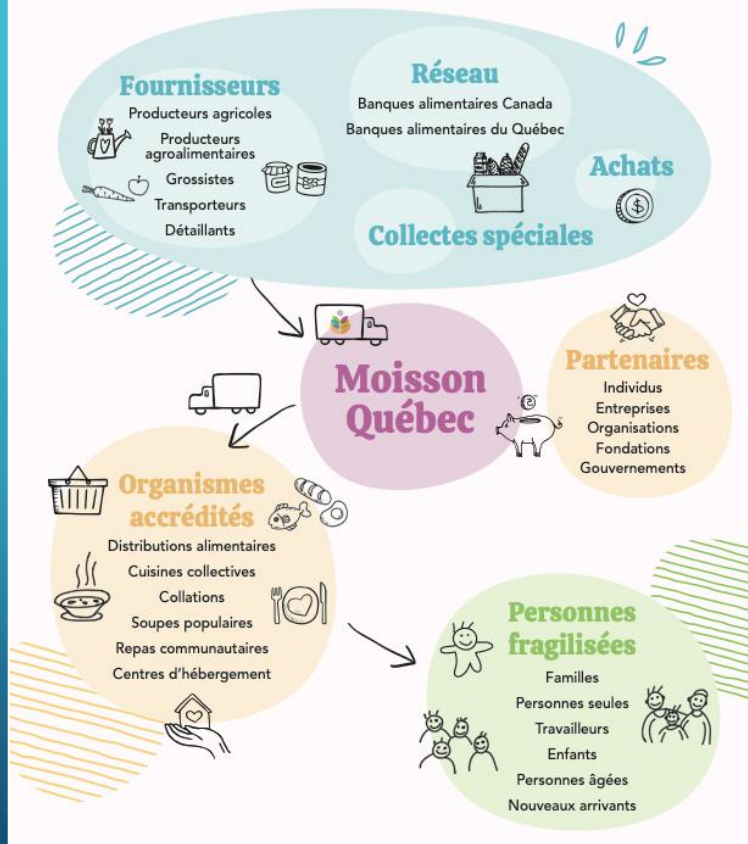 Fournisseurs
Producteurs agricoles
Producteurs
agroalimentaires
Grossistes
Transporteurs
Détaillants
Réseau
Banques alimentaires Canada
Banques alimentaires du Québec
Achats
$
Collectes spéciales
Moisson
Québec
Partenaires
Individus
Entreprises
Organisations
Fondations
Gouvernements
Organismes
accrédités
Distributions alimentaires
Cuisines collectives
Collations
Soupes populaires
Repas communautaires
Centres d'hébergement
Personnes
fragilisées
Familles
Personnes seules
Travailleurs
Enfants
Personnes âgées
Nouveaux arrivants